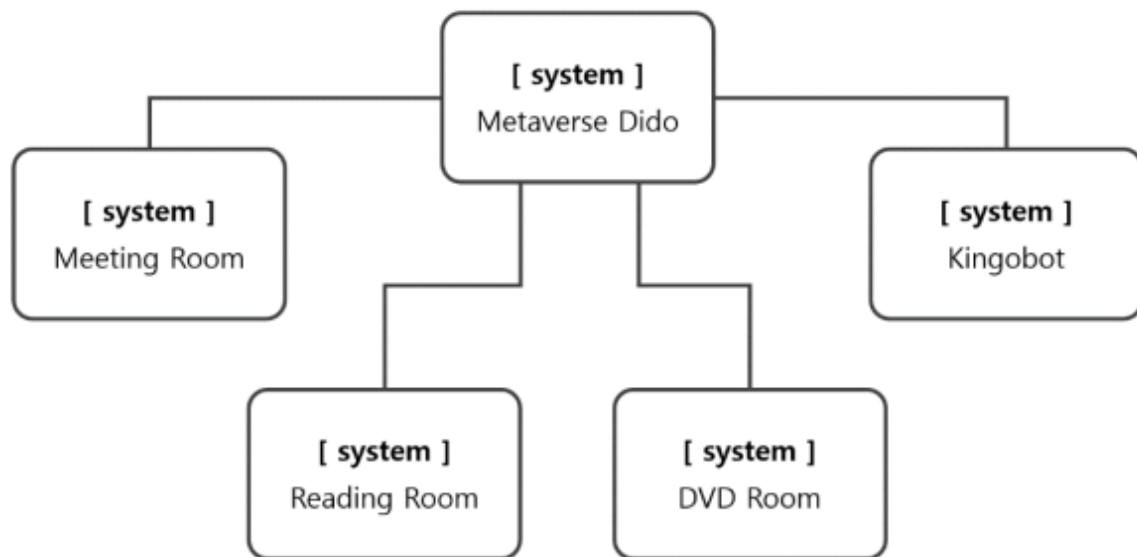 [ system ]
Metaverse Dido
[ system ]
Meeting Room
[ system ]
Kingobot
[ system ]
Reading Room
[ system ]
DVD Room